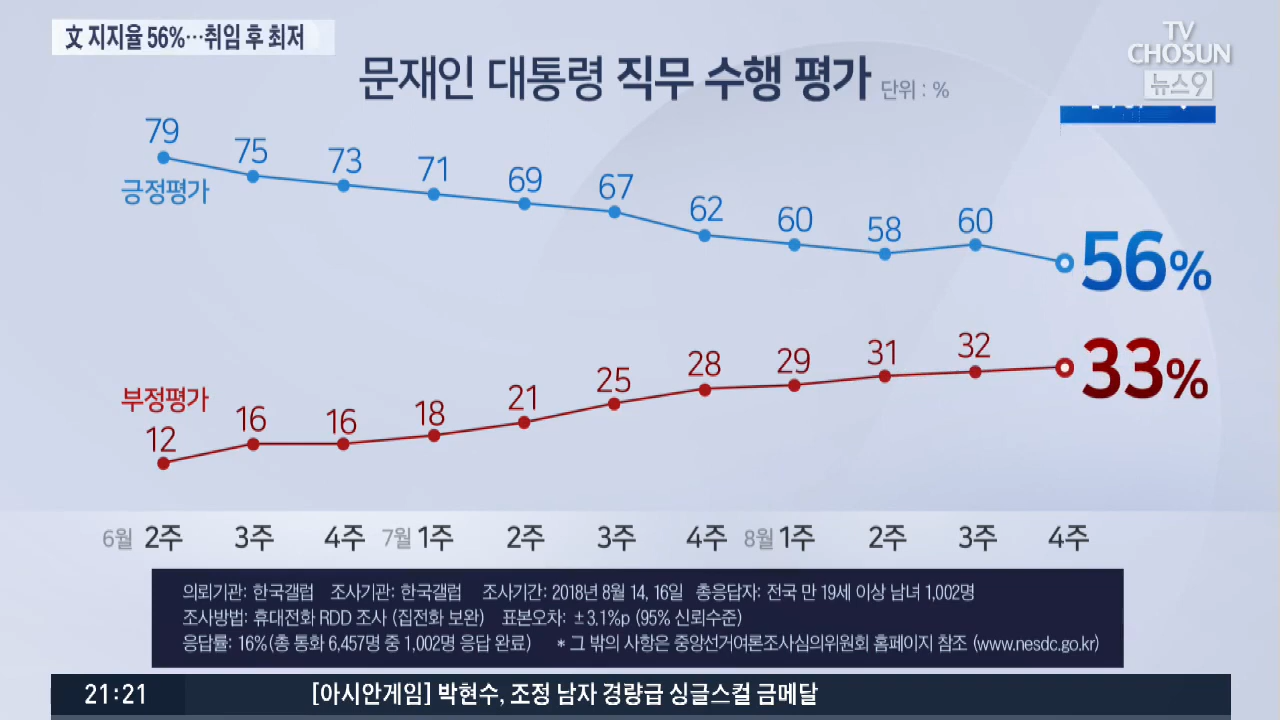 文 지지율 56%…취임 후 최저
TV
CHOSUN
뉴스9
문재인 대통령 직무 수행 평가 단위 : %
79 75 73 71 69 67 62 60 58 60 56%
긍정평가
부정평가
12 16 16 18 21 25 28 29 31 32 33%
6월 2주 3주 4주 7월 1주 2주 3주 4주 8월 1주 2주 3주 4주
의뢰기관: 한국갤럽 조사기관: 한국갤럽 조사기간: 2018년 8월 14, 16일 총응답자: 전국 만 19세 이상 남녀 1,002명
조사방법: 휴대전화 RDD 조사 (집전화 보완) 표본오차: ±3.1%p (95% 신뢰수준)
응답률: 16%(총 통화 6,457명 중 1,002명 응답 완료) * 그 밖의 사항은 중앙선거여론조사심의위원회 홈페이지 참조 (www.nesdc.go.kr)
21:21 [아시안게임] 박현수, 조정 남자 경량급 싱글스컬 금메달